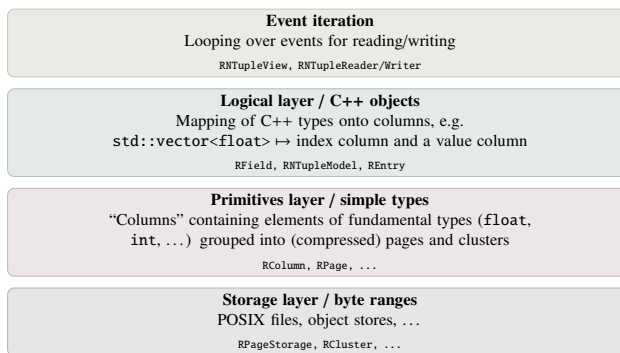 Event iteration
Looping over events for reading/writing
RNTupleView, RNTupleReader/Writer
Logical layer / C++ objects
Mapping of C++ types onto columns, e.g.
std::vector<float> ↦ index column and a value column
RField, RNTupleModel, REntry
Primitives layer / simple types
“Columns” containing elements of fundamental types (float,
int, ...) grouped into (compressed) pages and clusters
RColumn, RPage, ...
Storage layer / byte ranges
POSIX files, object stores, ...
RPageStorage, RCluster, ...